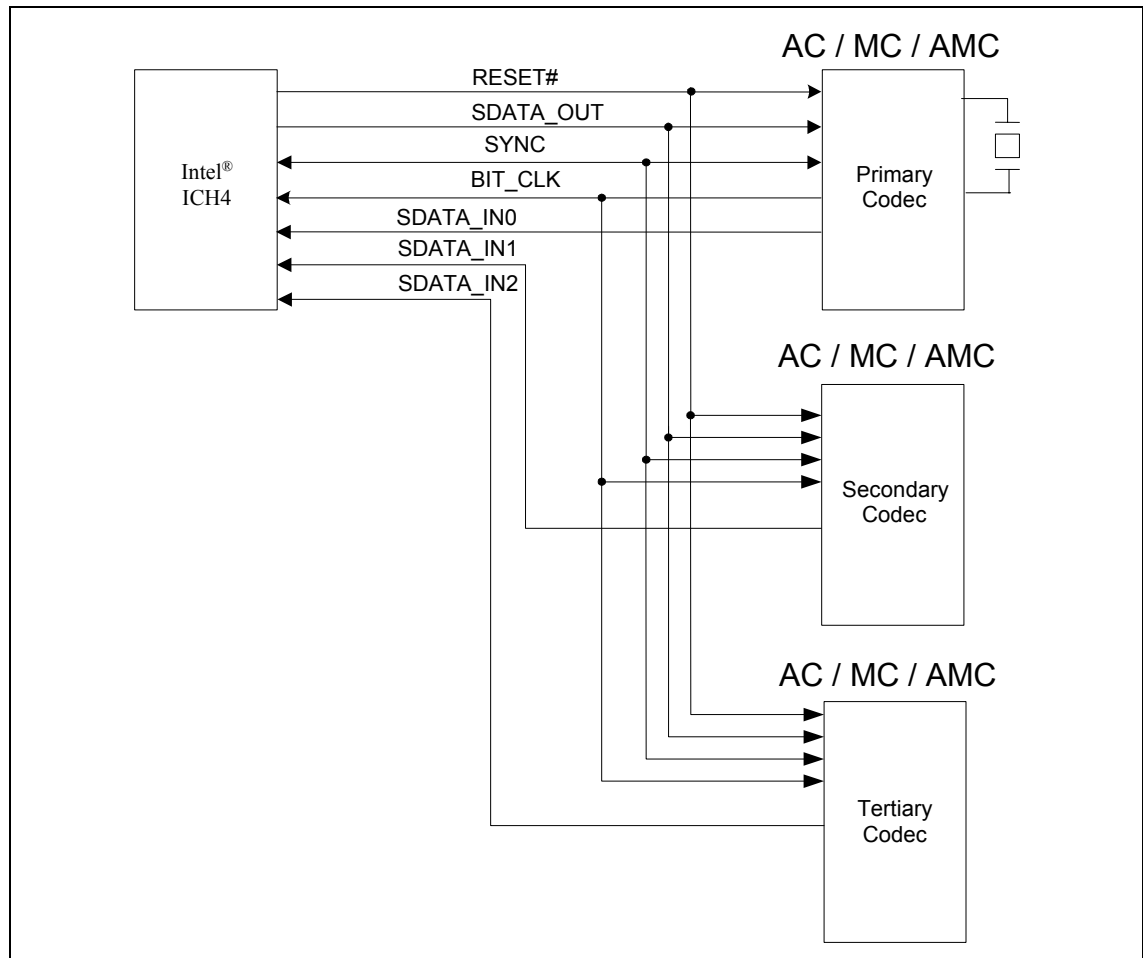 AC / MC / AMC
RESET#
SDATA_OUT
SYNC
BIT_CLK
SDATA_IN0
SDATA_IN1
SDATA_IN2
Intel®
ICH4
Primary
Codec
AC / MC / AMC
Secondary
Codec
AC / MC / AMC
Tertiary
Codec